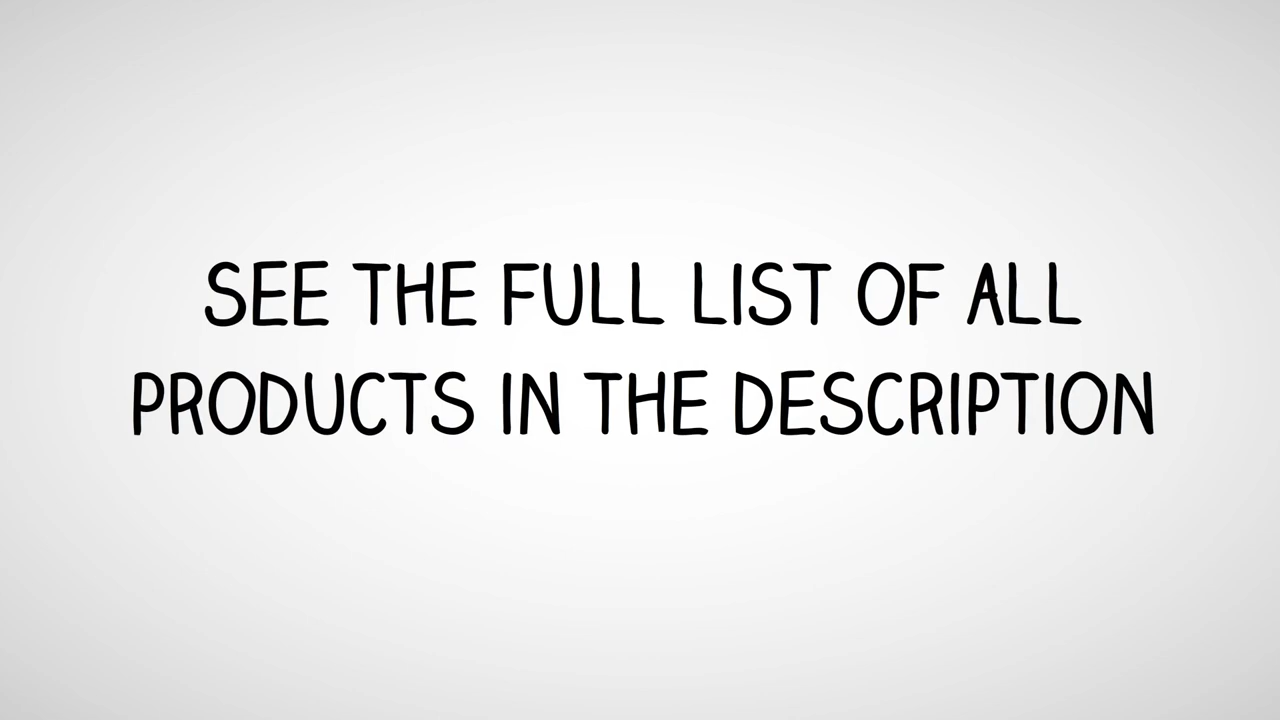 SEE THE FULL LIST OF ALL
PRODUCTS IN THE DESCRIPTION